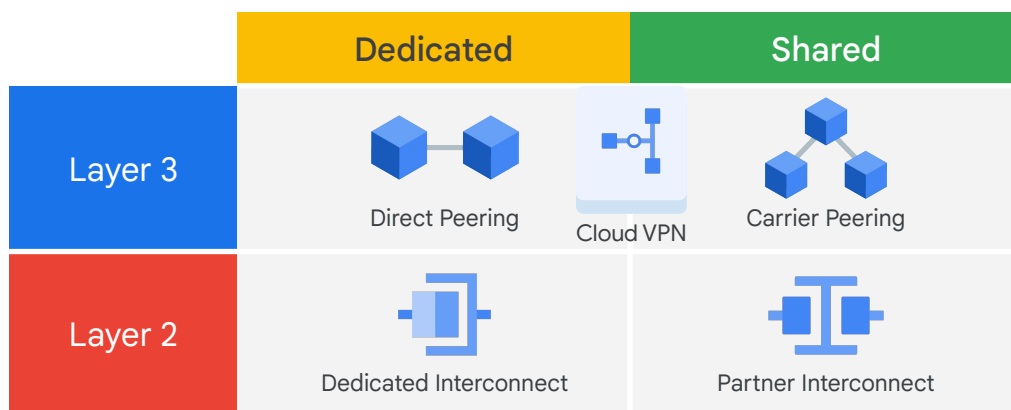 Dedicated
Shared
Layer 3
Direct Peering
Cloud VPN
Carrier Peering
Layer 2
Dedicated Interconnect
Partner Interconnect